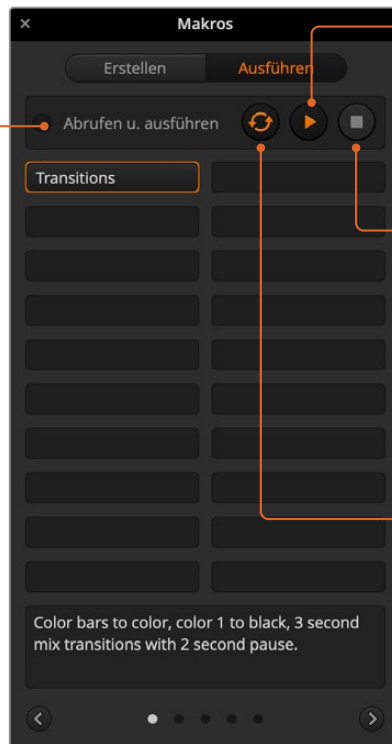 Makros
Erstellen
Ausführen
Abrufen u. ausführen
Transitions
Color bars to color, color 1 to black, 3 second
mix transitions with 2 second pause.